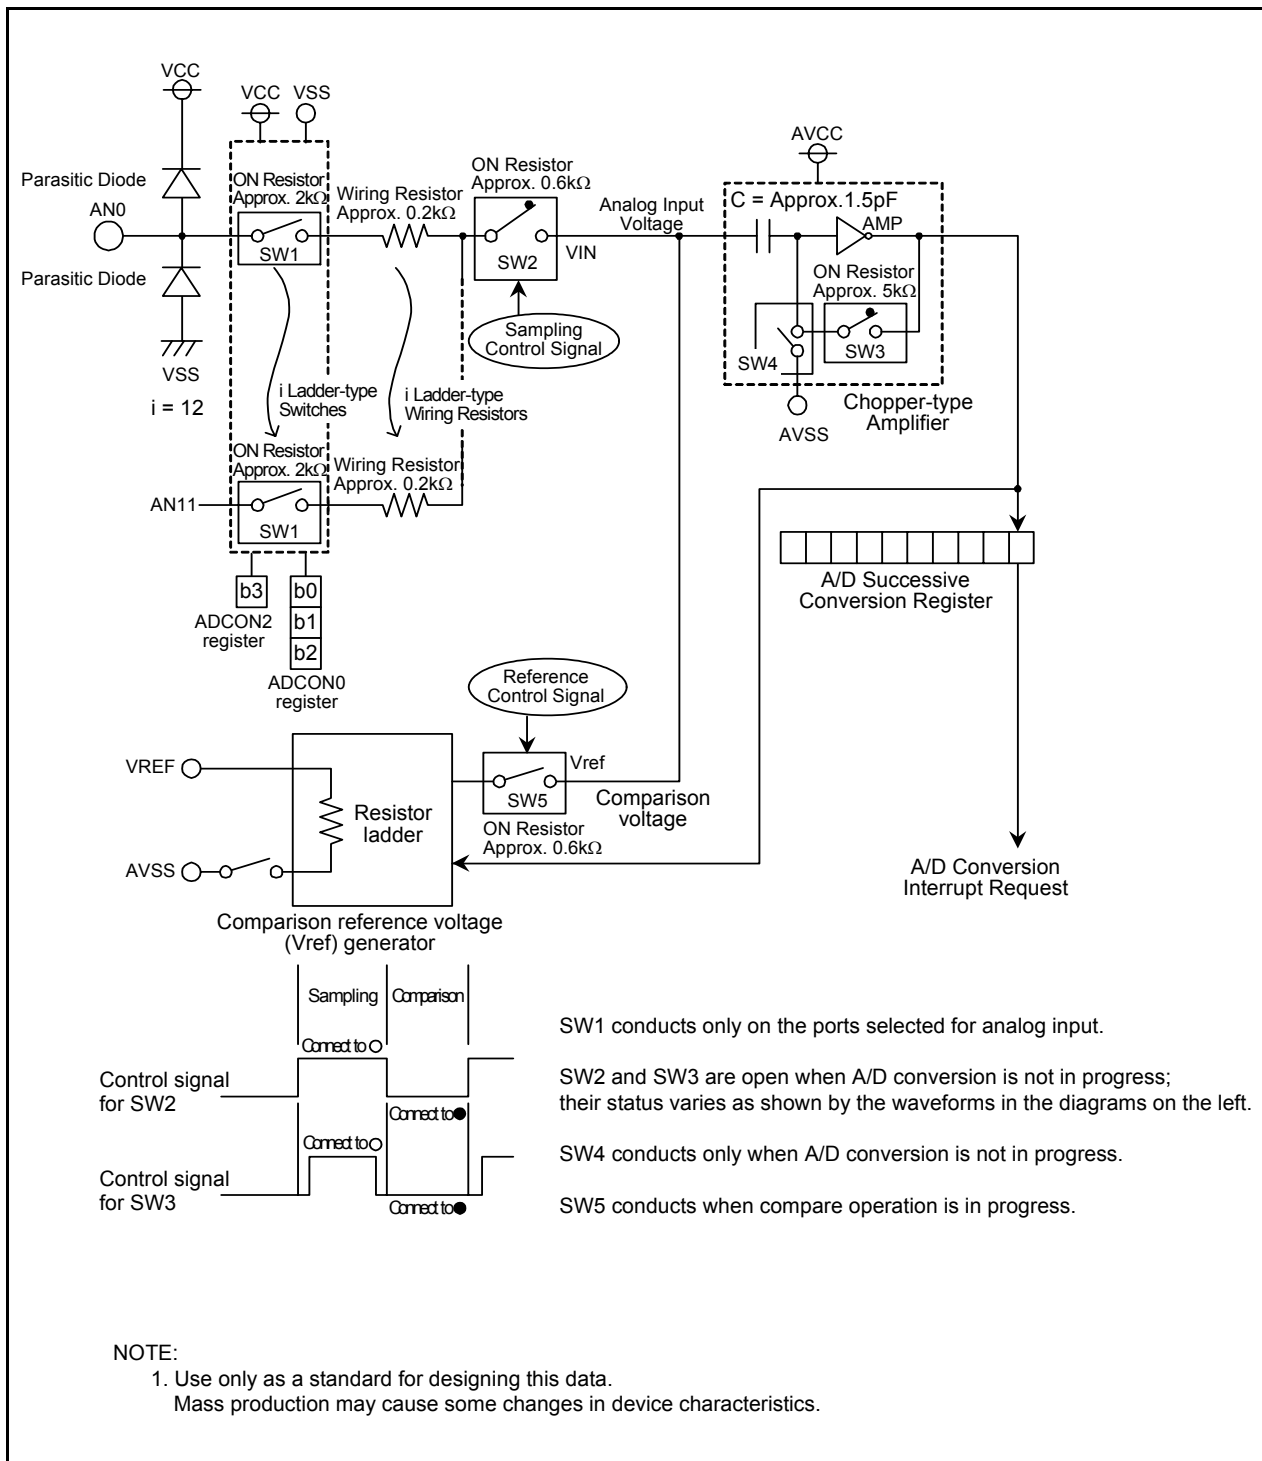 VCC
VCC
VSS
AVCC
Parasitic Diode
AN0
Parasitic Diode
VSS
i = 12
ON Resistor
Approx. 2kΩ
SW1
Wiring Resistor
Approx. 0.2kΩ
ON Resistor
Approx. 0.6kΩ
SW2
VIN
Sampling
Control Signal
Analog Input
Voltage
C = Approx.1.5pF
AMP
ON Resistor
Approx. 5kΩ
SW3
SW4
AVSS
Chopper-type
Amplifier
i Ladder-type
Switches
i Ladder-type
Wiring Resistors
ON Resistor
Approx. 2kΩ
Wiring Resistor
Approx. 0.2kΩ
AN11
SW1
b3
ADCON2
register
b0
b1
b2
ADCON0
register
A/D Successive
Conversion Register
Reference
Control Signal
VREF
AVSS
Resistor
ladder
Vref
SW5
ON Resistor
Approx. 0.6kΩ
Comparison
voltage
A/D Conversion
Interrupt Request
Comparison reference voltage
(Vref) generator
Sampling
Comparison
Connect to
Control signal
for SW2
Connect to
Connect to
Control signal
for SW3
Connect to
SW1 conducts only on the ports selected for analog input.
SW2 and SW3 are open when A/D conversion is not in progress;
their status varies as shown by the waveforms in the diagrams on the left.
SW4 conducts only when A/D conversion is not in progress.
SW5 conducts when compare operation is in progress.
NOTE:
1. Use only as a standard for designing this data.
Mass production may cause some changes in device characteristics.